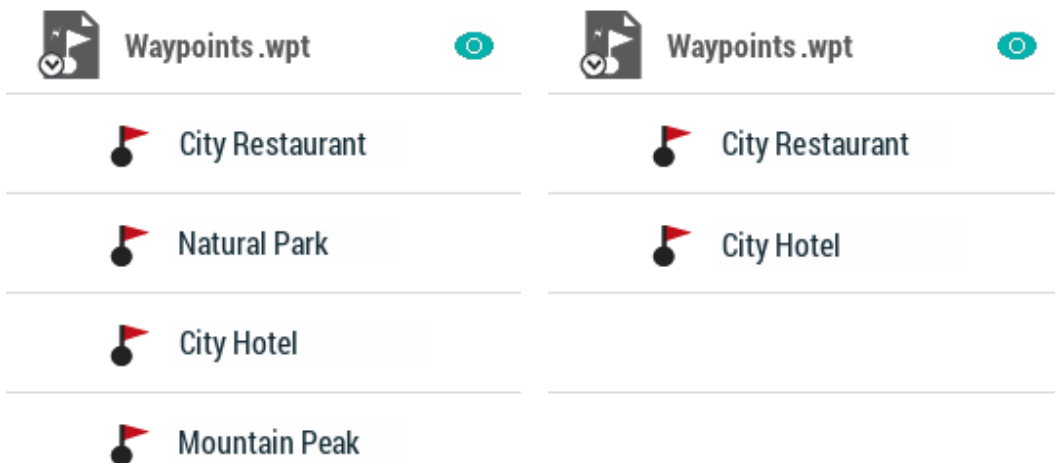 Waypoints .wpt
City Restaurant
Natural Park
City Hotel
Mountain Peak
Waypoints .wpt
City Restaurant
City Hotel